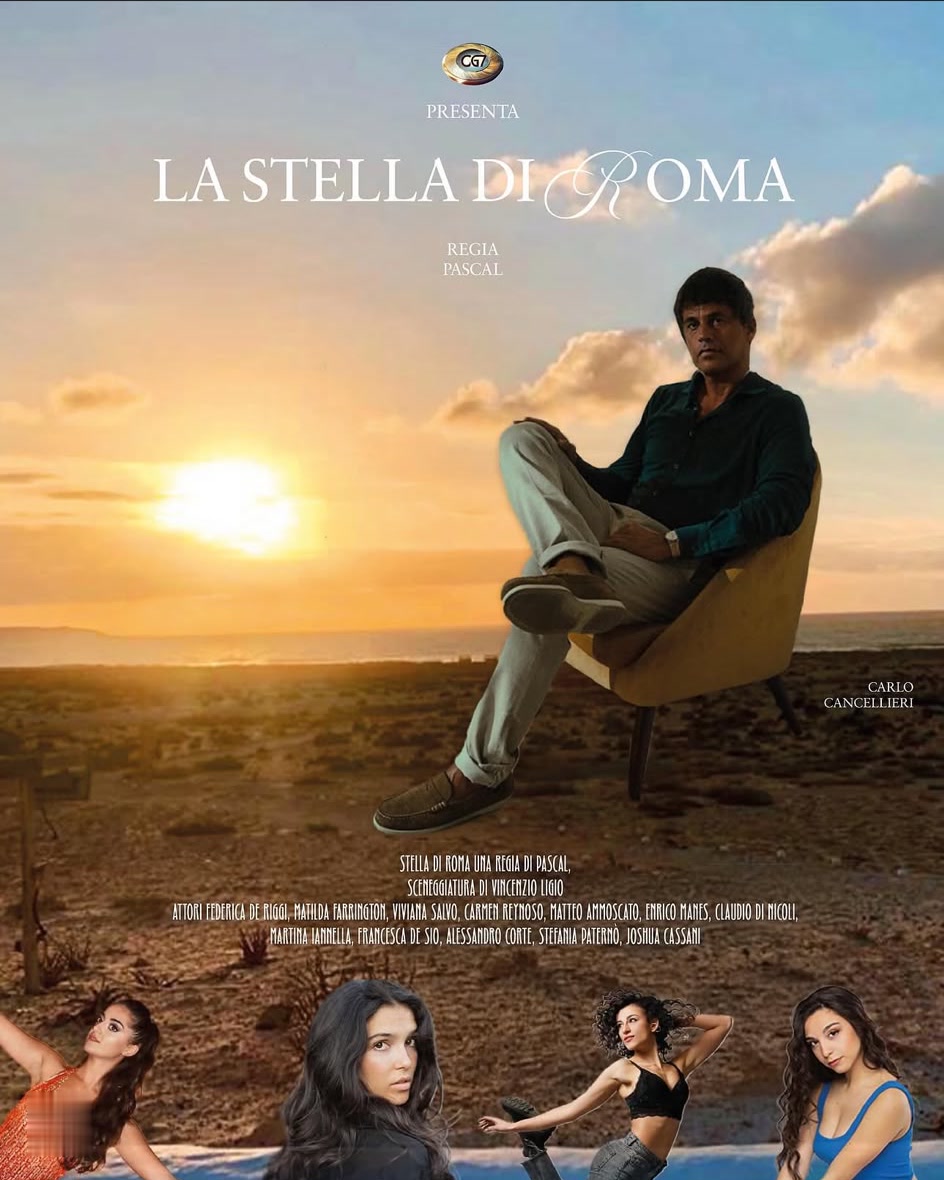 CG7
PRESENTA
LA STELLA DI ROMA
REGIA
PASCAL
CARLO
CANCELLIERI
STELLA DI ROMA UNA REGIA DI PASCAL,
SCENEGGIATURA DI VINCENZIO LIGIO
ATTORI FEDERICA DE RIGGI, MATILDA FARRINGTON, VIVIANA SALVO, CARMEN REYNOSO, MATTEO AMMOSCATO, ENRICO MANES, CLAUDIO DI NICOLI,
MARTINA IANNELLA, FRANCESCA DE SIO, ALESSANDRO CORTE, STEFANIA PATERNÒ, JOSHUA CASSANI